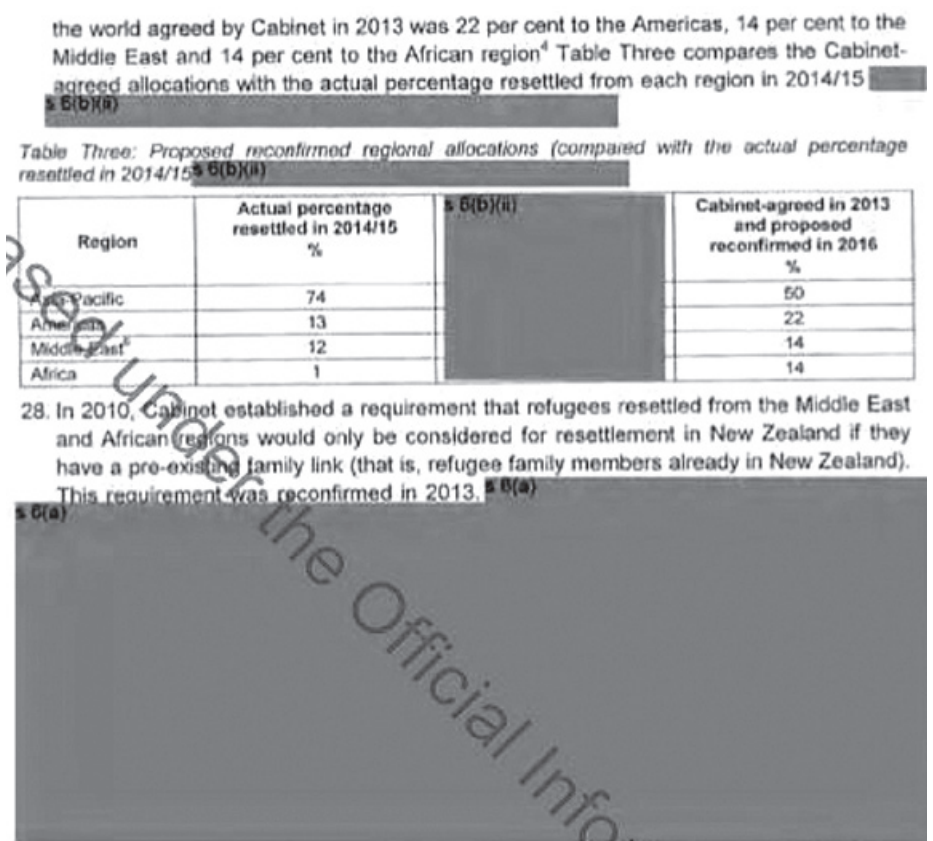 the world agreed by Cabinet in 2013 was 22 per cent to the Americas, 14 per cent to the
Middle East and 14 per cent to the African region⁴ Table Three compares the Cabinet-
agreed allocations with the actual percentage resettled from each region in 2014/15
s 6(b)(ii)
Table Three: Proposed reconfirmed regional allocations (compared with the actual percentage
resettled in 2014/15 s 6(b)(ii)
Region
Actual percentage
resettled in 2014/15
%
s 6(b)(ii)
Cabinet-agreed in 2013
and proposed
reconfirmed in 2016
%
Asia-Pacific 74 50
Americas 13 22
Middle East 12 14
Africa 1 14
28. In 2010, Cabinet established a requirement that refugees resettled from the Middle East
and African regions would only be considered for resettlement in New Zealand if they
have a pre-existing family link (that is, refugee family members already in New Zealand).
This requirement was reconfirmed in 2013. s 6(a)
s 6(a)
ased under the Official Info